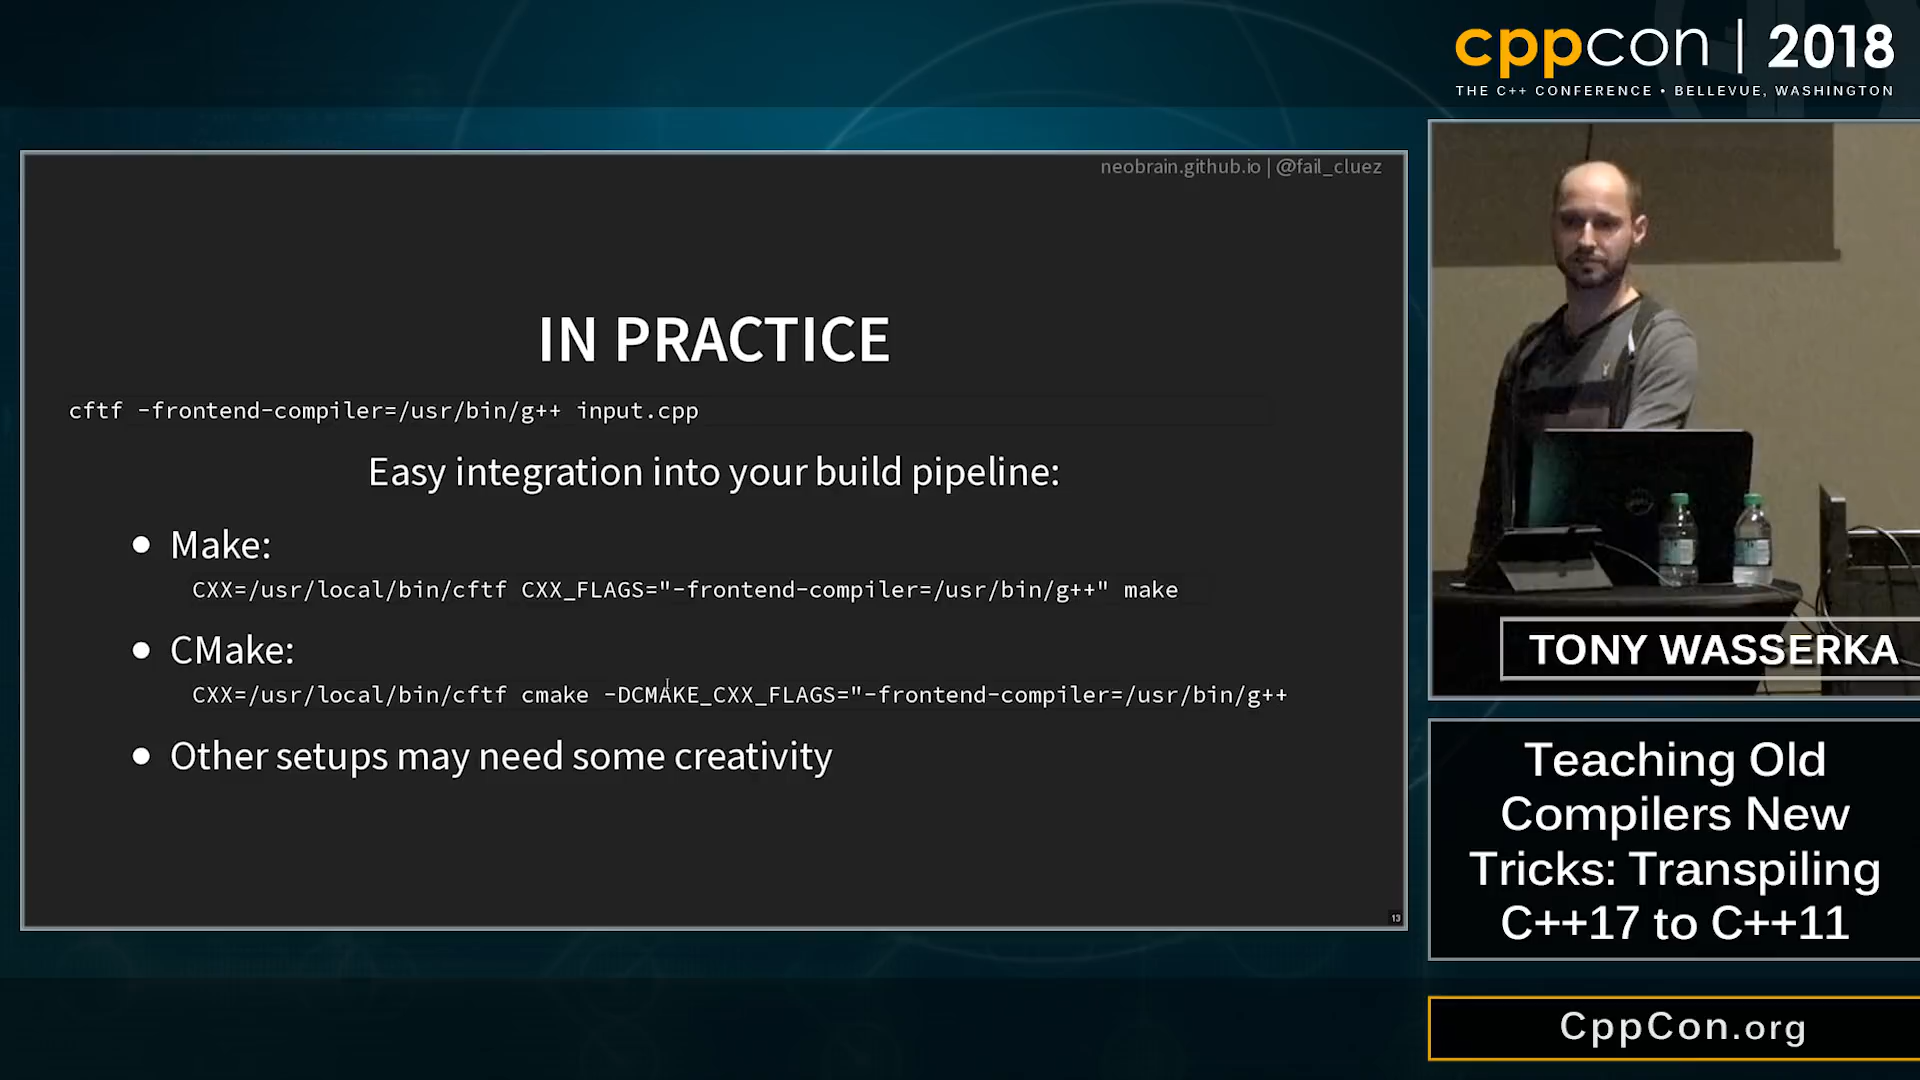 cppcon | 2018
THE C++ CONFERENCE • BELLEVUE, WASHINGTON
neobrain.github.io | @fail_cluez
IN PRACTICE
cftf -frontend-compiler=/usr/bin/g++ input.cpp
Easy integration into your build pipeline:
• Make:
CXX=/usr/local/bin/cftf CXX_FLAGS="-frontend-compiler=/usr/bin/g++" make
• CMake:
CXX=/usr/local/bin/cftf cmake -DCMAKE_CXX_FLAGS="-frontend-compiler=/usr/bin/g++
• Other setups may need some creativity
13
TONY WASSERKA
Teaching Old
Compilers New
Tricks: Transpiling
C++17 to C++11
CppCon.org